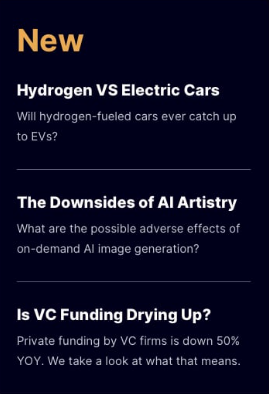 New
Hydrogen VS Electric Cars
Will hydrogen-fueled cars ever catch up
to EVs?
The Downsides of AI Artistry
What are the possible adverse effects of
on-demand AI image generation?
Is VC Funding Drying Up?
Private funding by VC firms is down 50%
YOY. We take a look at what that means.